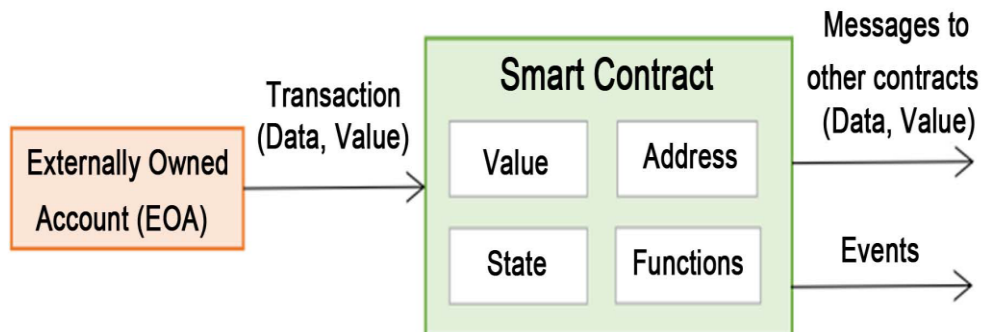 Externally Owned
Account (EOA)
Transaction
(Data, Value)
Smart Contract
Value
Address
State
Functions
Messages to
other contracts
(Data, Value)
Events